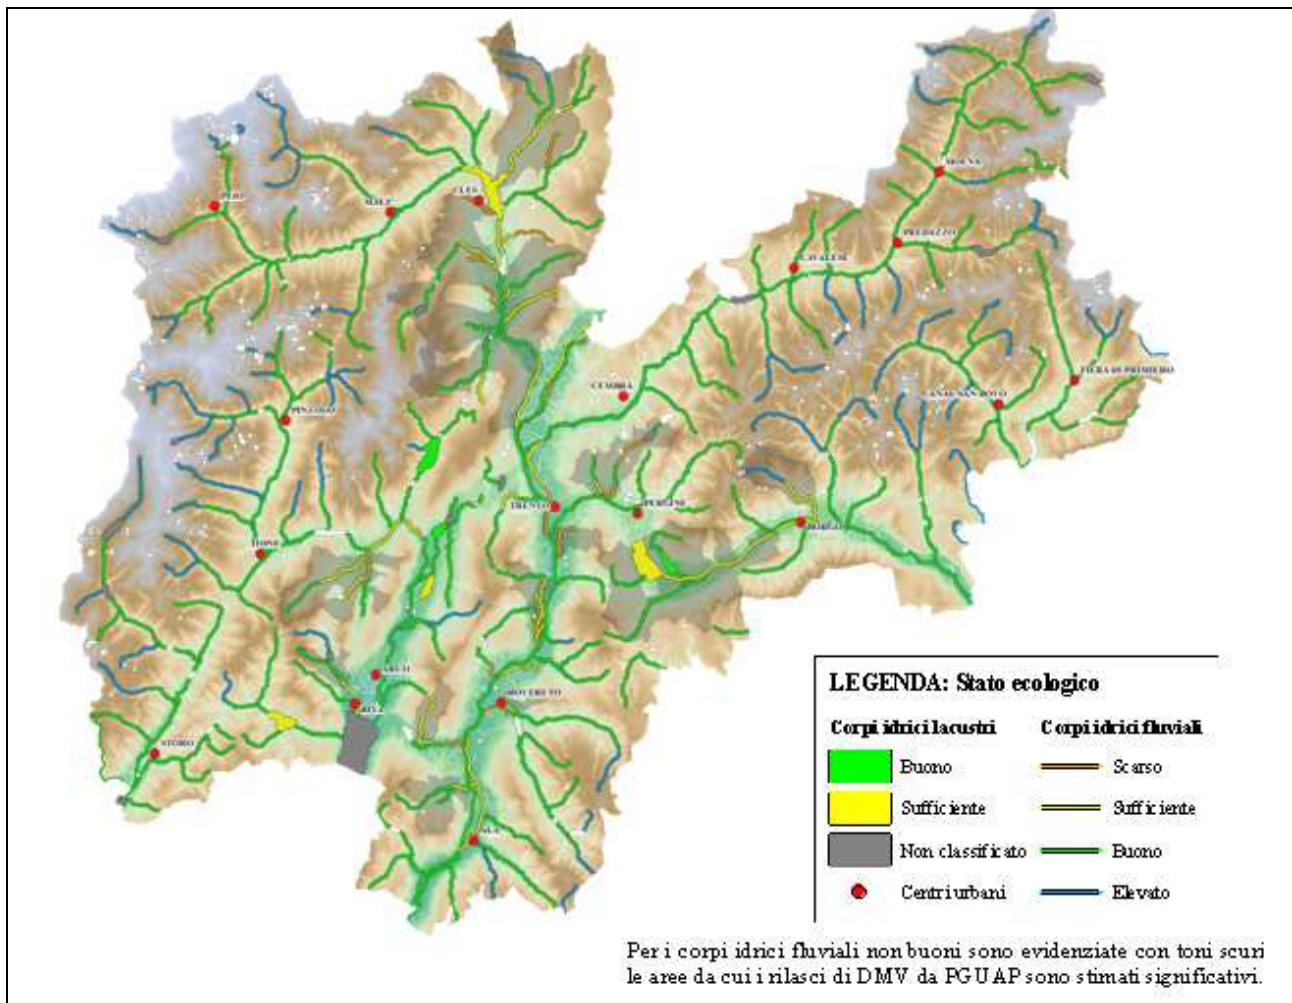 MOENA
PEIO
MALE'
CLES
PREDAZZO
CAVALESE
FIERA DI PRIMIERO
CEMBRA
CANAL SAN BOVO
PINZOLO
TRENTO
PERGINE
BORGO
TIONE
ARCO
RIVA
ROVERETO
STORO
ALA
LEGENDA: Stato ecologico
Corpi idrici lacustri
Corpi idrici fluviali
Buono
Scarso
Sufficiente
Sufficiente
Non classificato
Buono
Centri urbani
Elevato
Per i corpi idrici fluviali non buoni sono evidenziate con toni scuri
le aree da cui i rilasci di DMV da PGUAP sono stimati significativi.